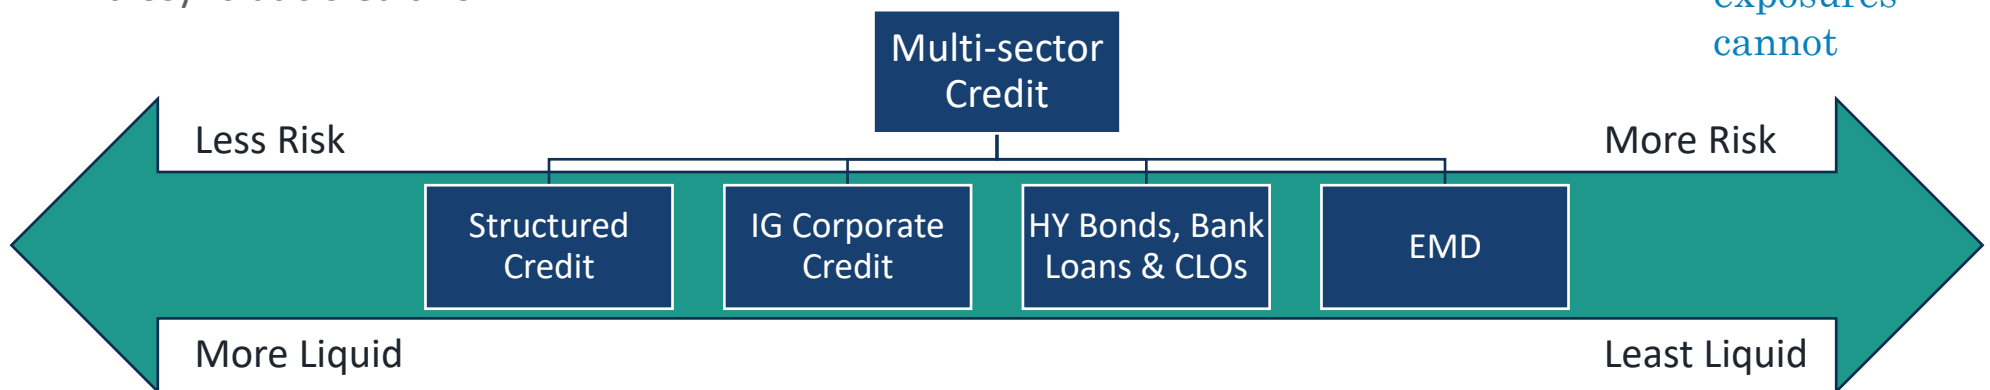 exposures
cannot
Multi-sector
Credit
Less Risk
More Risk
Structured
Credit
IG Corporate
Credit
HY Bonds, Bank
Loans & CLOs
EMD
More Liquid
Least Liquid